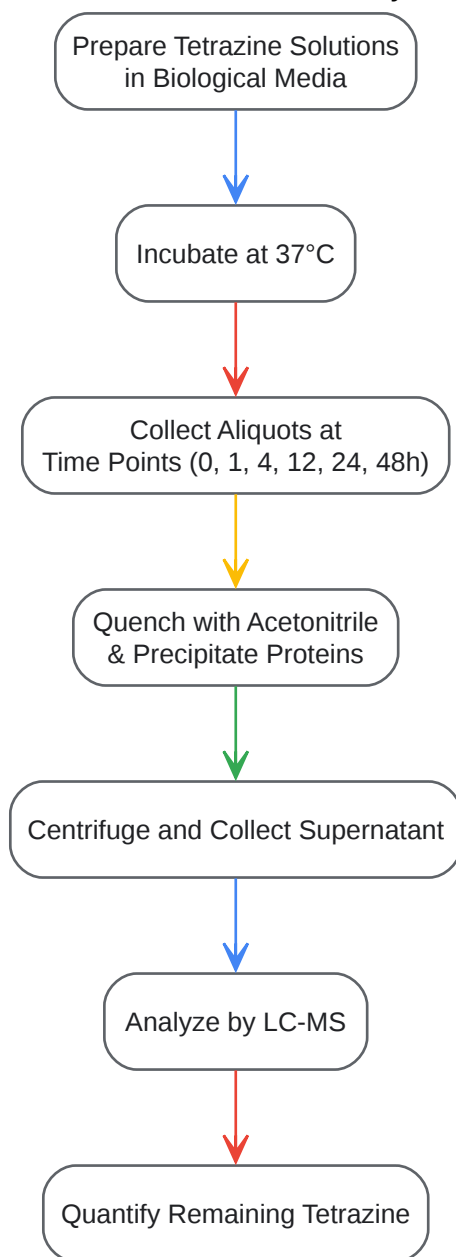 Prepare Tetrazine Solutions
in Biological Media
Incubate at 37°C
Collect Aliquots at
Time Points (0, 1, 4, 12, 24, 48h)
Quench with Acetonitrile
& Precipitate Proteins
Centrifuge and Collect Supernatant
Analyze by LC-MS
Quantify Remaining Tetrazine